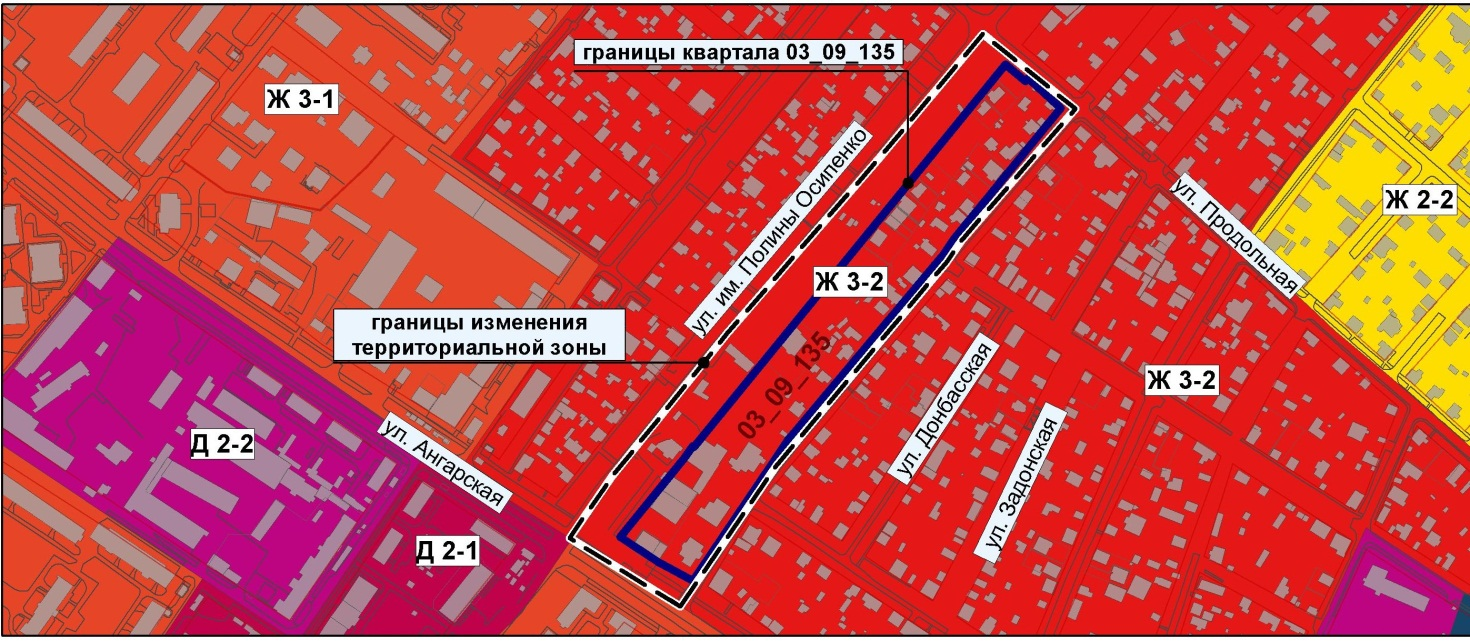 границы квартала 03_09_135
Ж 3-1
ул. им. Полины Осипенко
ул. Продольная
Ж 2-2
Ж 3-2
границы изменения
территориальной зоны
03_09_135
ул. Донбасская
Ж 3-2
ул. Ангарская
Д 2-2
ул. Задонская
Д 2-1